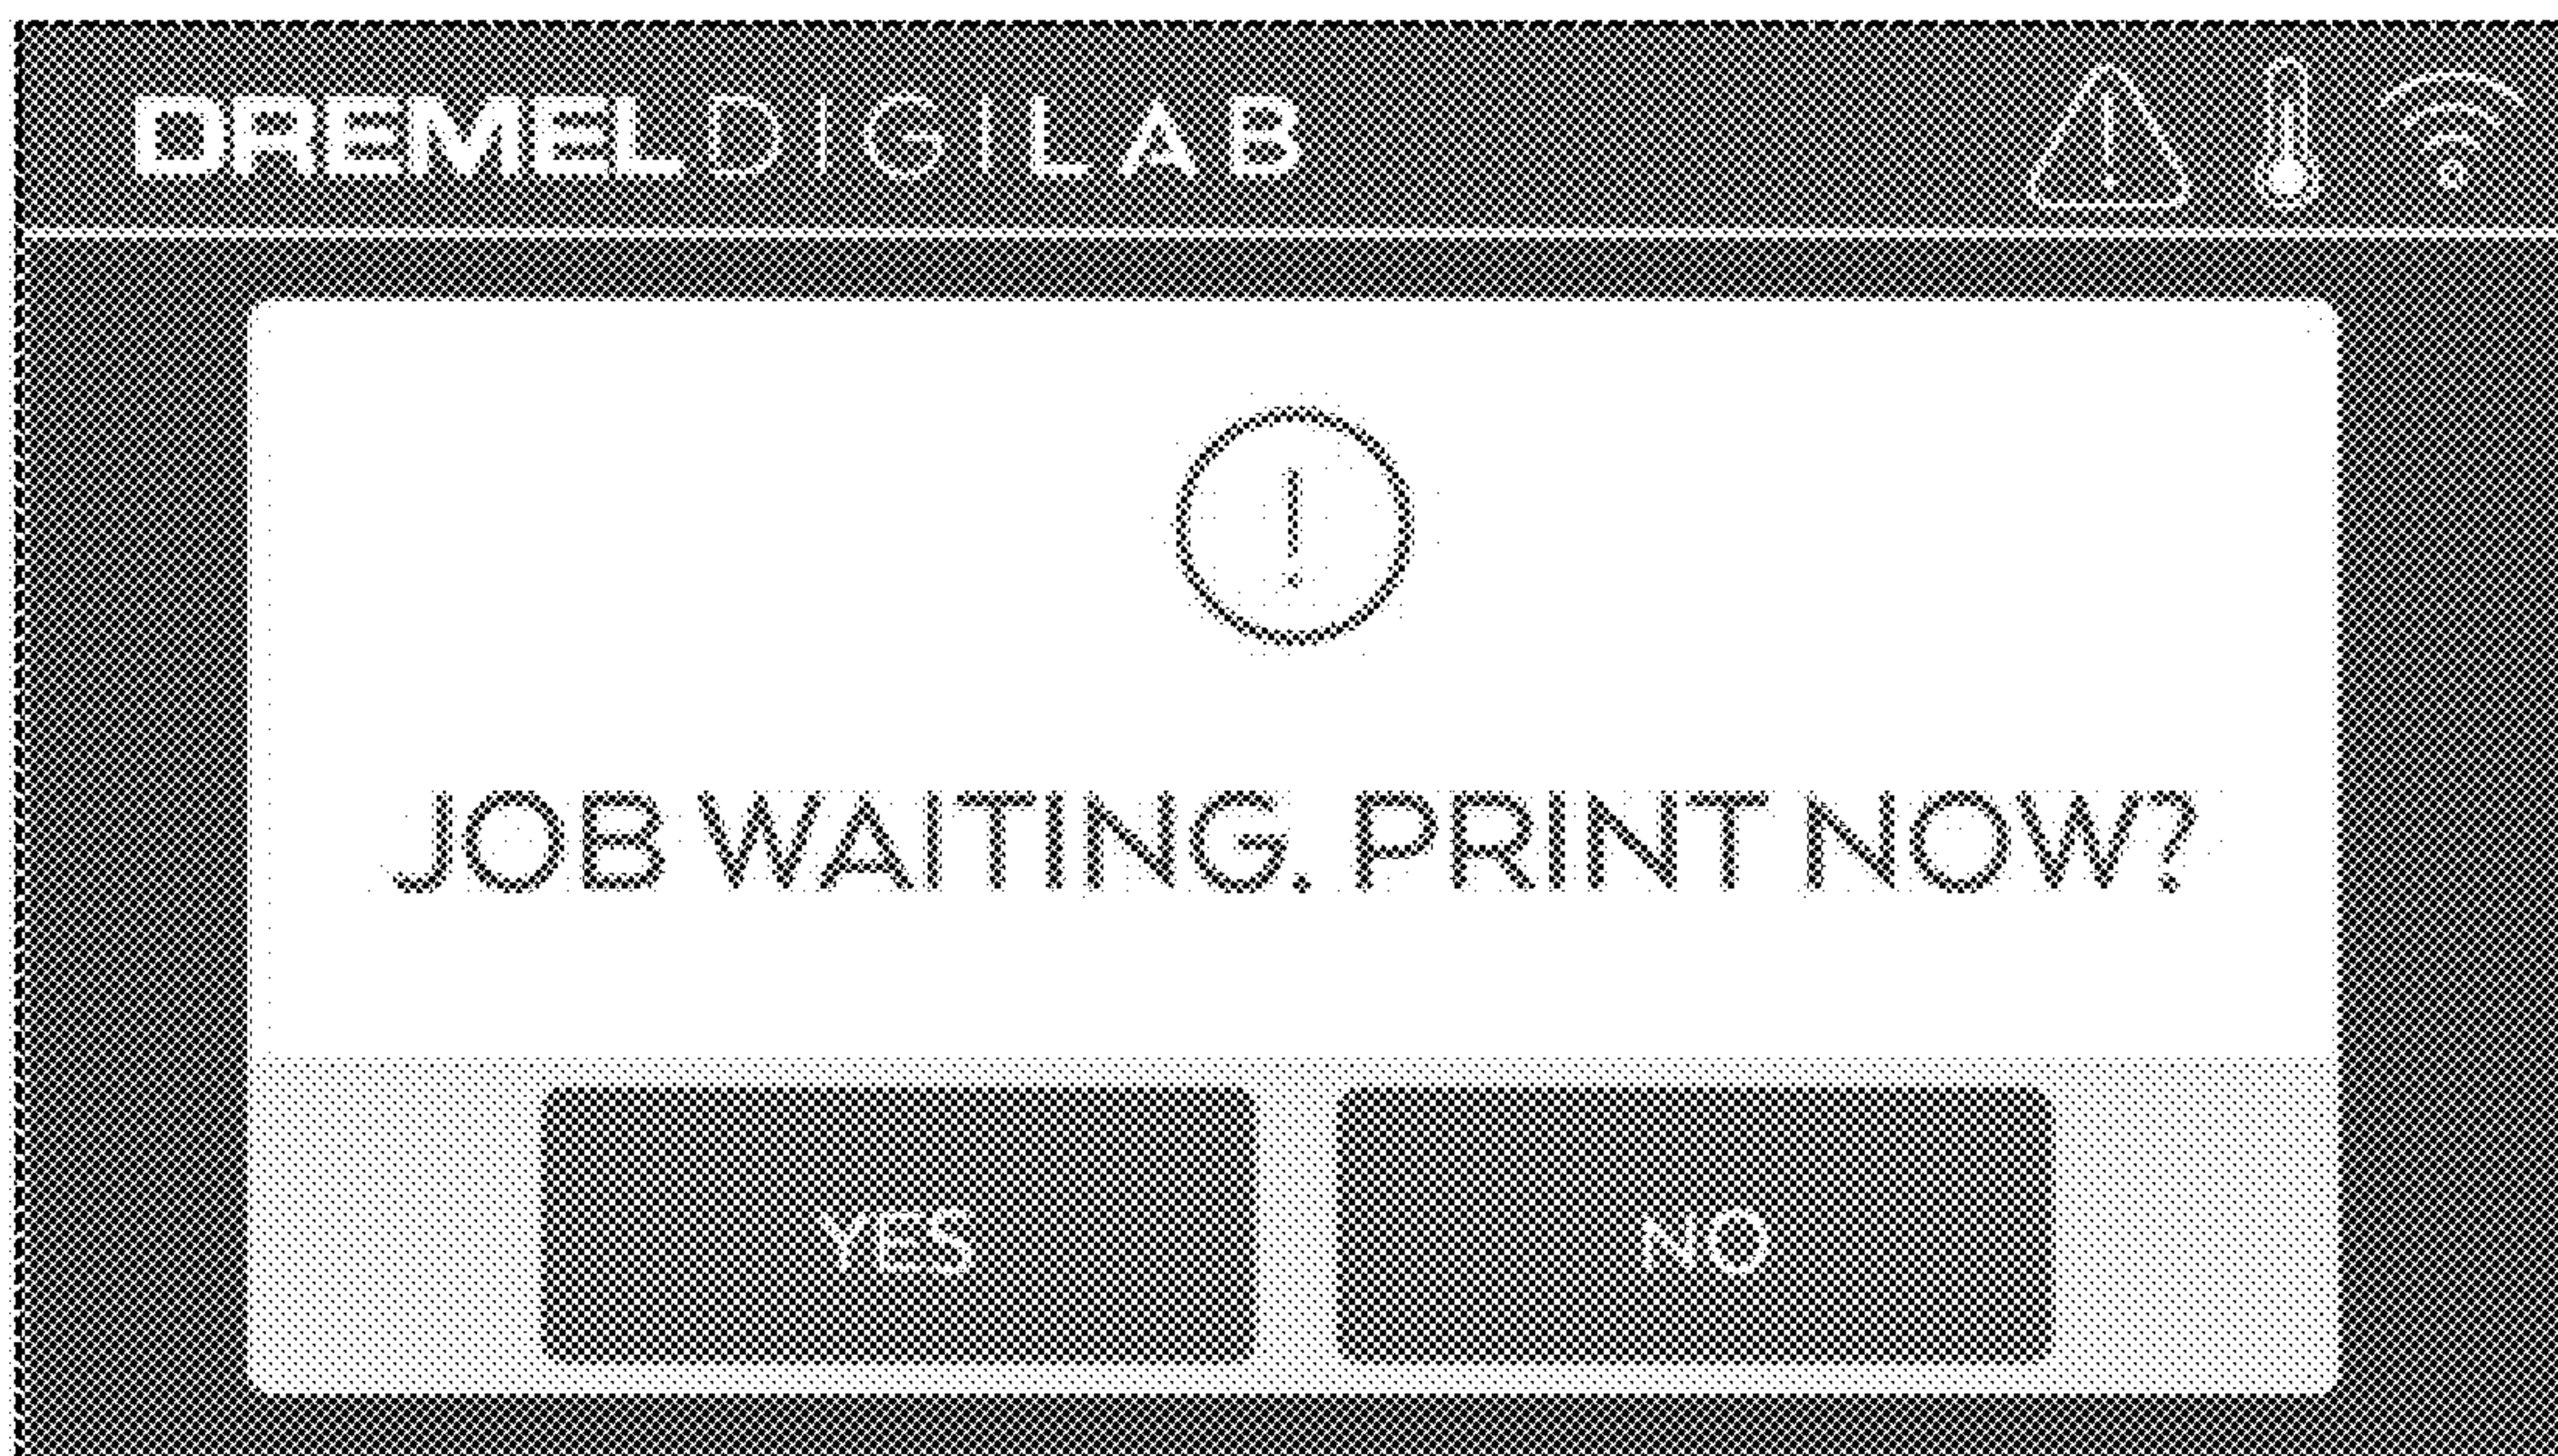 DREMEL DIGILAB
JOB WAITING. PRINT NOW?
YES NO